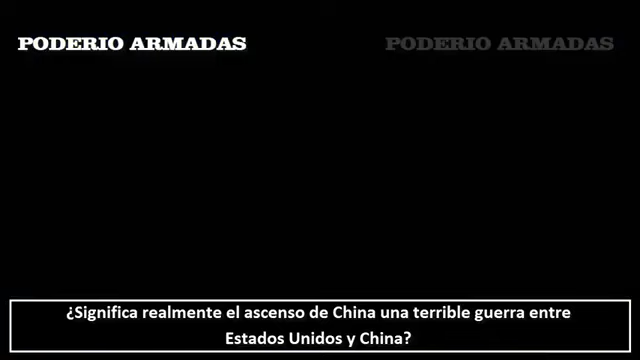 PODERIO ARMADAS
PODERIO ARMADAS
¿Significa realmente el ascenso de China una terrible guerra entre
Estados Unidos y China?